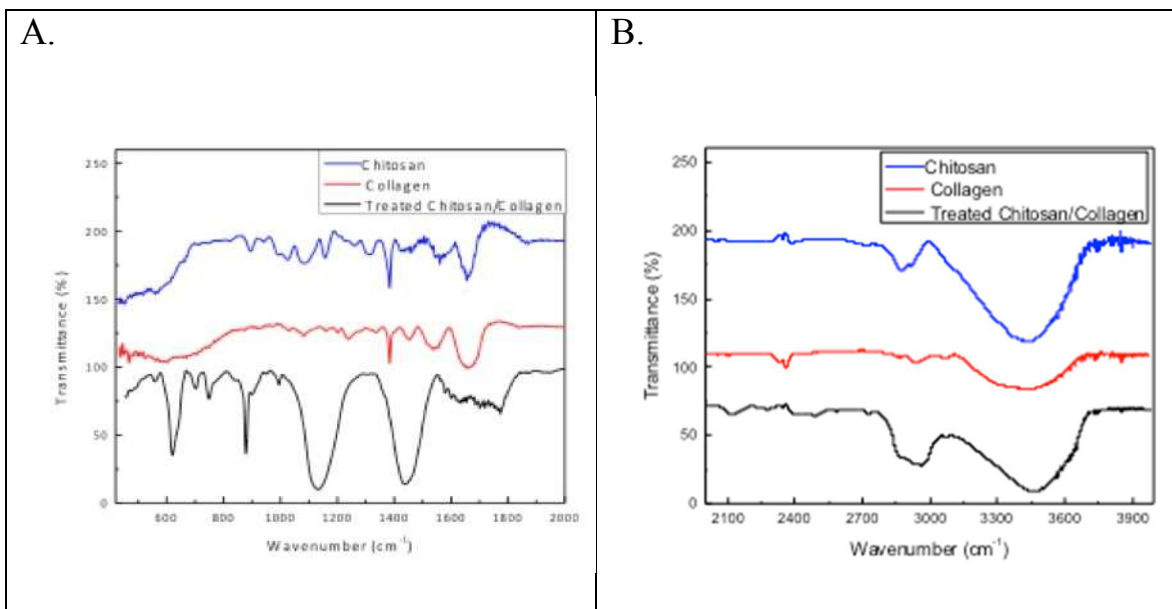 A.
250
200
150
100
50
0
Transmittance (%)
Chitosan
Collagen
Treated Chitosan/Collagen
600
800
1000
1200
1400
1600
1800
2000
Wavenumber (cm⁻¹)
B.
250
200
150
100
50
0
Transmittance (%)
Chitosan
Collagen
Treated Chitosan/Collagen
2100
2400
2700
3000
3300
3600
3900
Wavenumber (cm⁻¹)